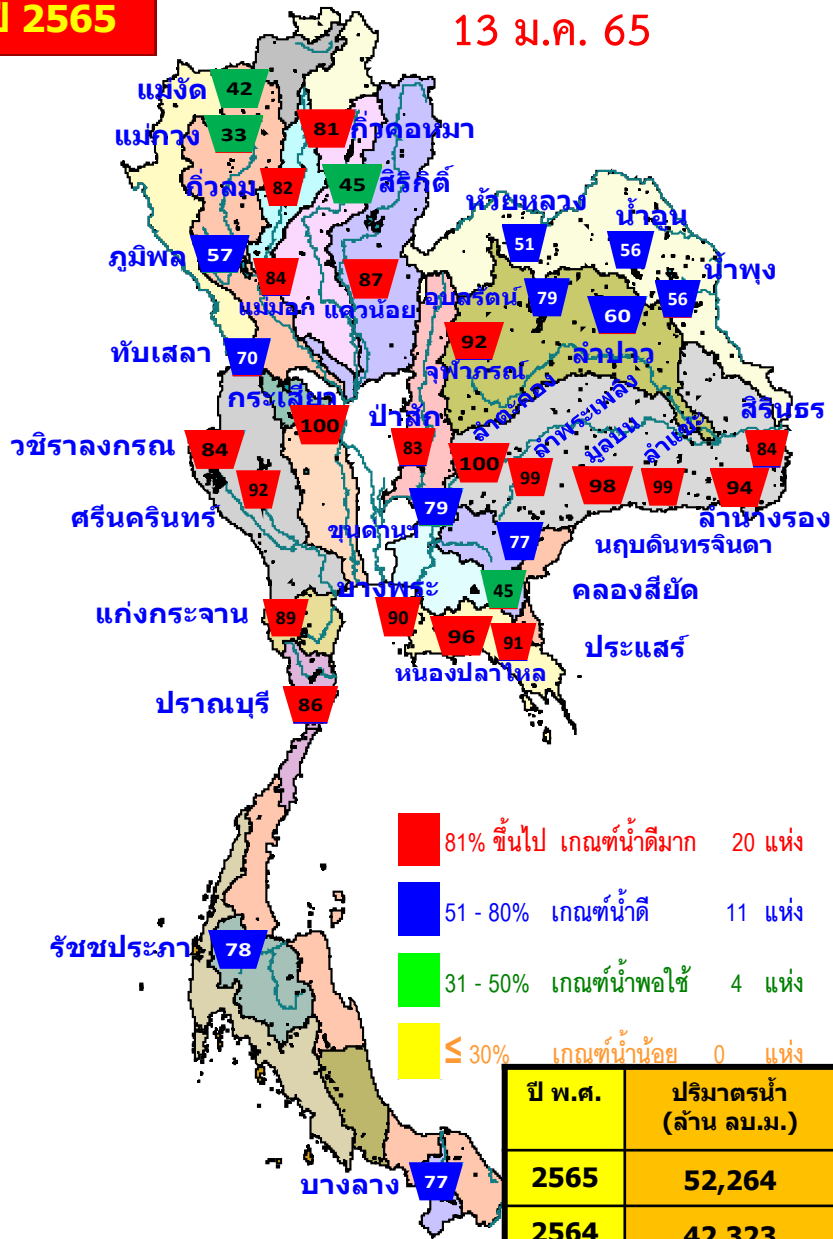 ปี 2565
13 ม.ค. 65
แม่งัด 42
แม่กวง 33
81 กิ่วคอหมา
กิ่วลม 82
45 สิริกิติ์
ห้วยหลวง 51
น้ำอูน 56
น้ำพุง 56
ภูมิพล 57
84 แม่มอก
87 แควน้อย
อุบลรัตน์ 79
60 ลำปาว
92 จุฬาภรณ์
ทับเสลา 70
กระเสียว 100
ป่าสัก 83
ลำตะคอง 100
ลำพระเพลิง 99
มูลบน 98
ลำแชะ 99
สิรินธร 84
94 ลำนางรอง
วชิราลงกรณ 84
ศรีนครินทร์ 92
ขุนด่านฯ 79
77 นฤบดินทรจินดา
45 คลองสียัด
บางพระ 90
แก่งกระจาน 89
96 หนองปลาไหล
91 ประแสร์
ปราณบุรี 86
81% ขึ้นไป เกณฑ์น้ำดีมาก 20 แห่ง
51 - 80% เกณฑ์น้ำดี 11 แห่ง
รัชชประภา 78
31 - 50% เกณฑ์น้ำพอใช้ 4 แห่ง
≤ 30% เกณฑ์น้ำน้อย 0 แห่ง
ปี พ.ศ. ปริมาตรน้ำ
(ล้าน ลบ.ม.)
2565 52,264
บางลาง 77
2564 42,323